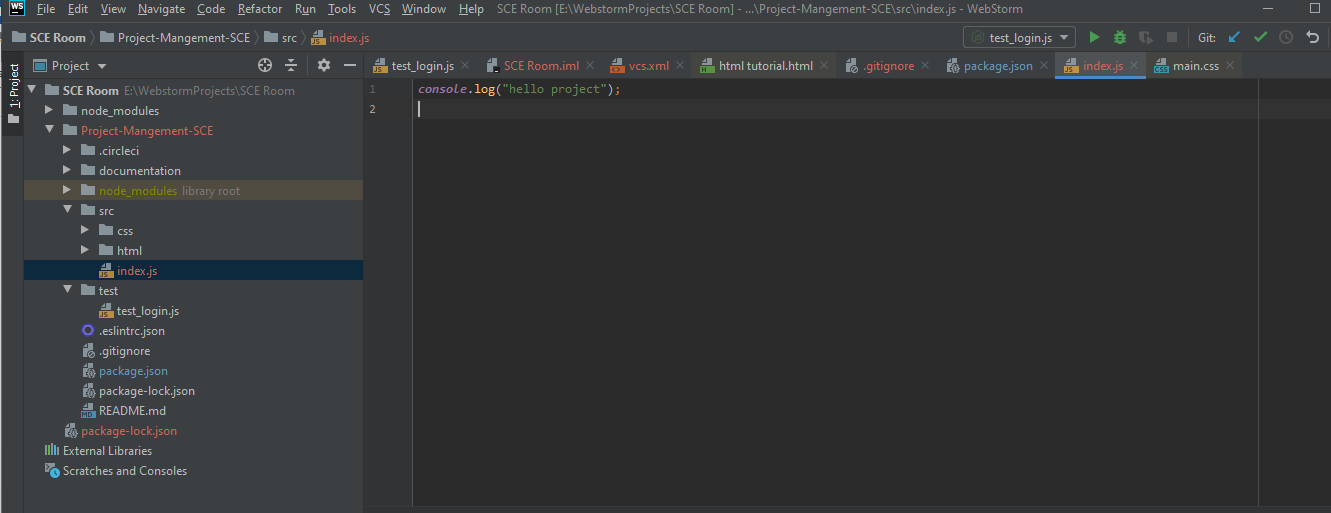 WS File Edit View Navigate Code Refactor Run Tools VCS Window Help SCE Room [E:\WebstormProjects\SCE Room] - ...\Project-Mangement-SCE\src\index.js - WebStorm
SCE Room Project-Mangement-SCE src index.js test_login.js Git:
1: Project
Project
test_login.js SCE Room.iml vcs.xml html tutorial.html .gitignore package.json index.js main.css
SCE Room E:\WebstormProjects\SCE Room
node_modules
Project-Mangement-SCE
.circleci
documentation
node_modules library root
src
css
html
index.js
test
test_login.js
.eslintrc.json
.gitignore
package.json
package-lock.json
README.md
package-lock.json
External Libraries
Scratches and Consoles
1 console.log("hello project");
2